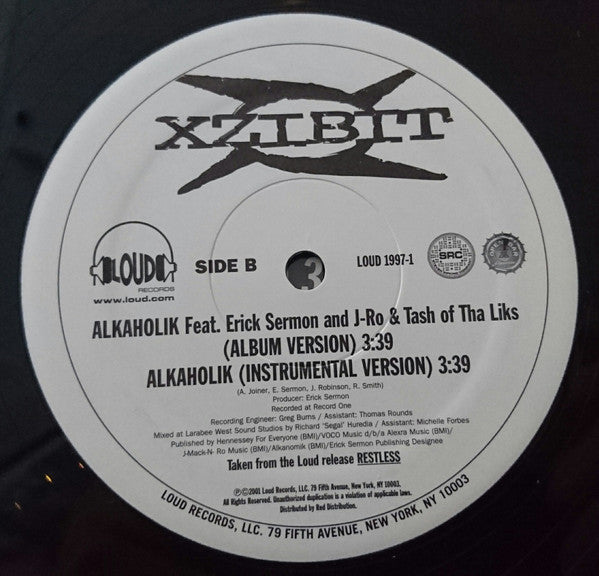 XZIBIT
LOUD
RECORDS
www.loud.com
SIDE B
3
LOUD 1997-1
SRC
ALKAHOLIK Feat. Erick Sermon and J-Ro & Tash of Tha Liks
(ALBUM VERSION) 3:39
ALKAHOLIK (INSTRUMENTAL VERSION) 3:39
(A. Joiner, E. Sermon, J. Robinson, R. Smith)
Producer: Erick Sermon
Recorded at Record One
Recording Engineer: Greg Burns / Assistant: Thomas Rounds
Mixed at Larabee West Sound Studios by Richard 'Segal' Huredia / Assistant: Michelle Forbes
Published by Hennessey For Everyone (BMI)/VOCO Music d/b/a Alexra Music (BMI)/
J-Mack-N- Ro Music (BMI)/Alkanomik (BMI)/Erick Sermon Publishing Designee
Taken from the Loud release RESTLESS
℗©2001 Loud Records, LLC. 79 Fifth Avenue, New York, NY 10003.
All Rights Reserved. Unauthorized duplication is a violation of applicable laws.
Distributed by Red Distribution.
LOUD RECORDS, LLC. 79 FIFTH AVENUE, NEW YORK, NY 10003